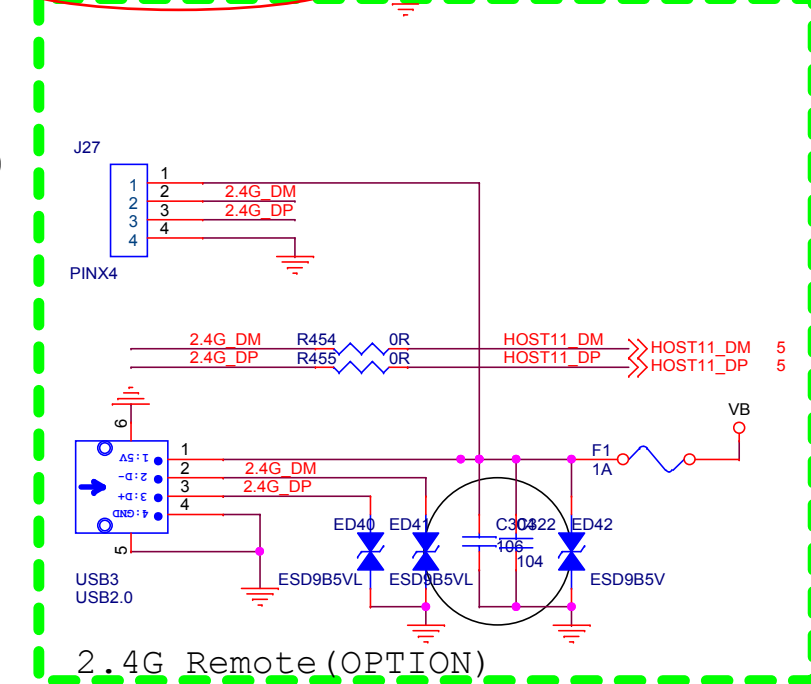 J27
1
1
2
2.4G_DM
2
3
2.4G_DP
3
4
4
PINX4
2.4G_DM R454 0R HOST11_DM HOST11_DM 5
2.4G_DP R455 0R HOST11_DP HOST11_DP 5
6
VB
F1
1A
1:5V
1
2:D-
2
2.4G_DM
3:D+
3
2.4G_DP
4:GND
4
5
ED40 ED41 C322 ED42
106
104
USB3
USB2.0
ESD9B5VL ESD9B5VL ESD9B5V
2.4G Remote(OPTION)